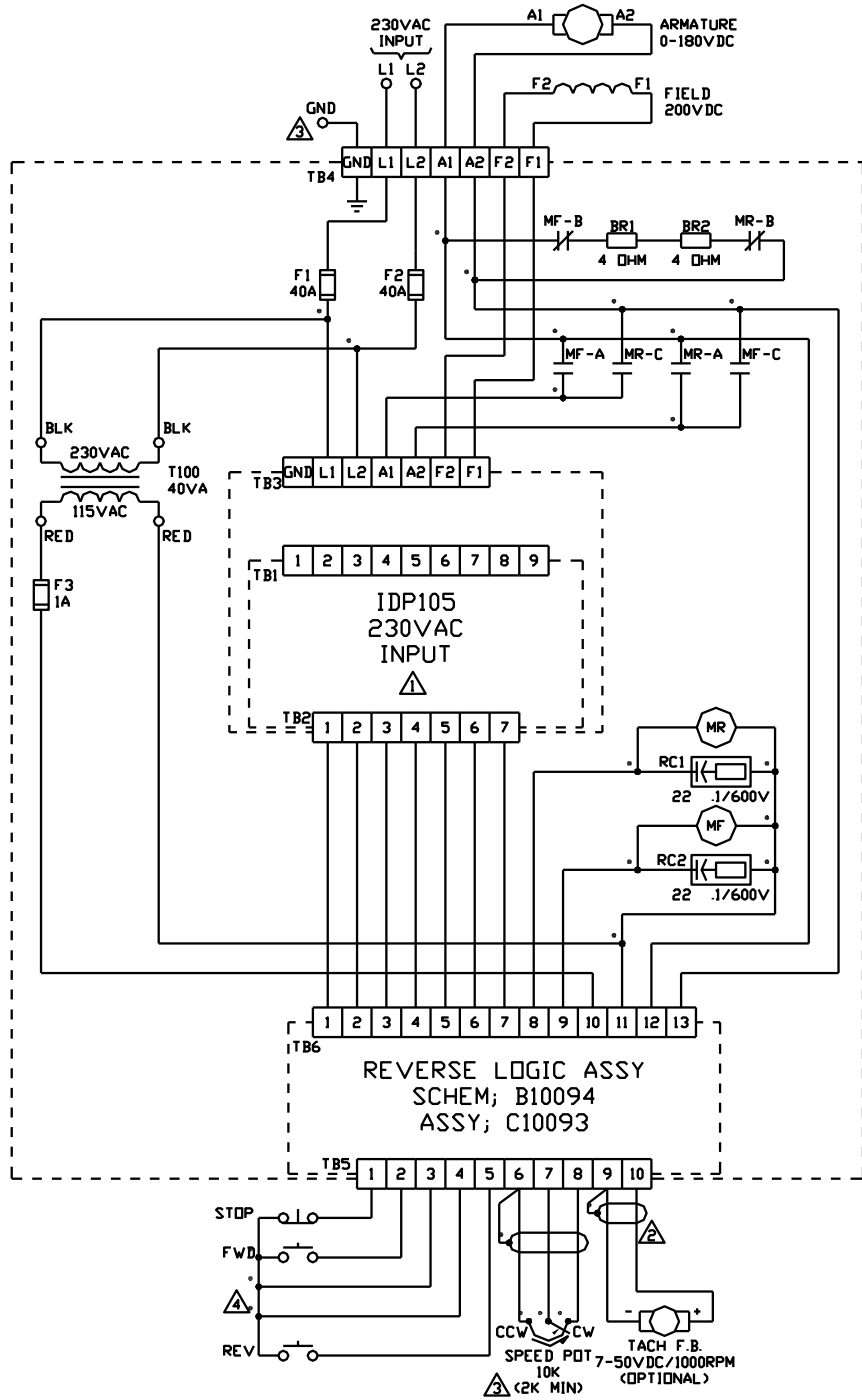 230VAC
INPUT
L1 L2
A1 A2
ARMATURE
0-180VDC
F2 F1
FIELD
200VDC
GND
3
TB4
GND L1 L2 A1 A2 F2 F1
MF-B BR1 BR2 MR-B
4 OHM 4 OHM
F1
40A
F2
40A
MF-A MR-C MR-A MF-C
BLK BLK
230VAC
T100
40VA
115VAC
RED RED
F3
1A
TB3
GND L1 L2 A1 A2 F2 F1
TB1
1 2 3 4 5 6 7 8 9
IDP105
230VAC
INPUT
1
TB2
1 2 3 4 5 6 7
MR
RC1
22 .1/600V
MF
RC2
22 .1/600V
1 2 3 4 5 6 7 8 9 10 11 12 13
TB6
REVERSE LOGIC ASSY
SCHEM; B10094
ASSY; C10093
TB5
1 2 3 4 5 6 7 8 9 10
STOP
FWD
2
4
REV
CCW CW
SPEED POT
10K
(2K MIN)
3
- +
TACH F.B.
7-50VDC/1000RPM
(OPTIONAL)